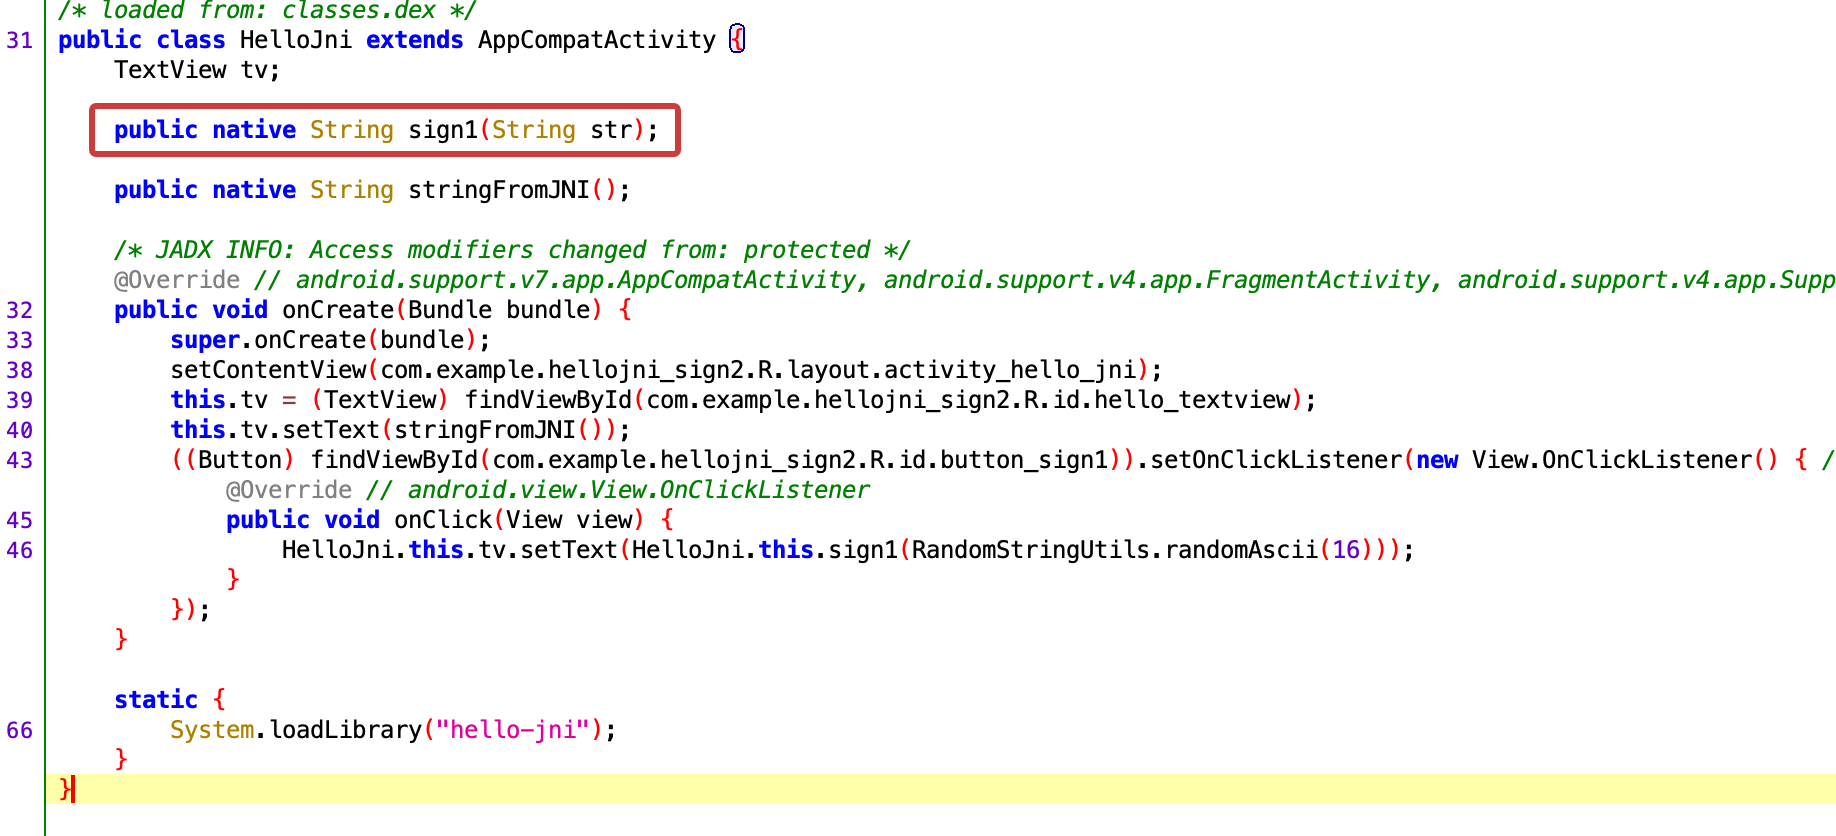 /* loaded from: classes.dex */
31 public class HelloJni extends AppCompatActivity {
TextView tv;
public native String sign1(String str);
public native String stringFromJNI();
/* JADX INFO: Access modifiers changed from: protected */
@Override // android.support.v7.app.AppCompatActivity, android.support.v4.app.FragmentActivity, android.support.v4.app.Supp
32 public void onCreate(Bundle bundle) {
33 super.onCreate(bundle);
38 setContentView(com.example.hellojni_sign2.R.layout.activity_hello_jni);
39 this.tv = (TextView) findViewById(com.example.hellojni_sign2.R.id.hello_textview);
40 this.tv.setText(stringFromJNI());
43 ((Button) findViewById(com.example.hellojni_sign2.R.id.button_sign1)).setOnClickListener(new View.OnClickListener() { /
@Override // android.view.View.OnClickListener
45 public void onClick(View view) {
46 HelloJni.this.tv.setText(HelloJni.this.sign1(RandomStringUtils.randomAscii(16)));
}
});
}
static {
66 System.loadLibrary("hello-jni");
}
}